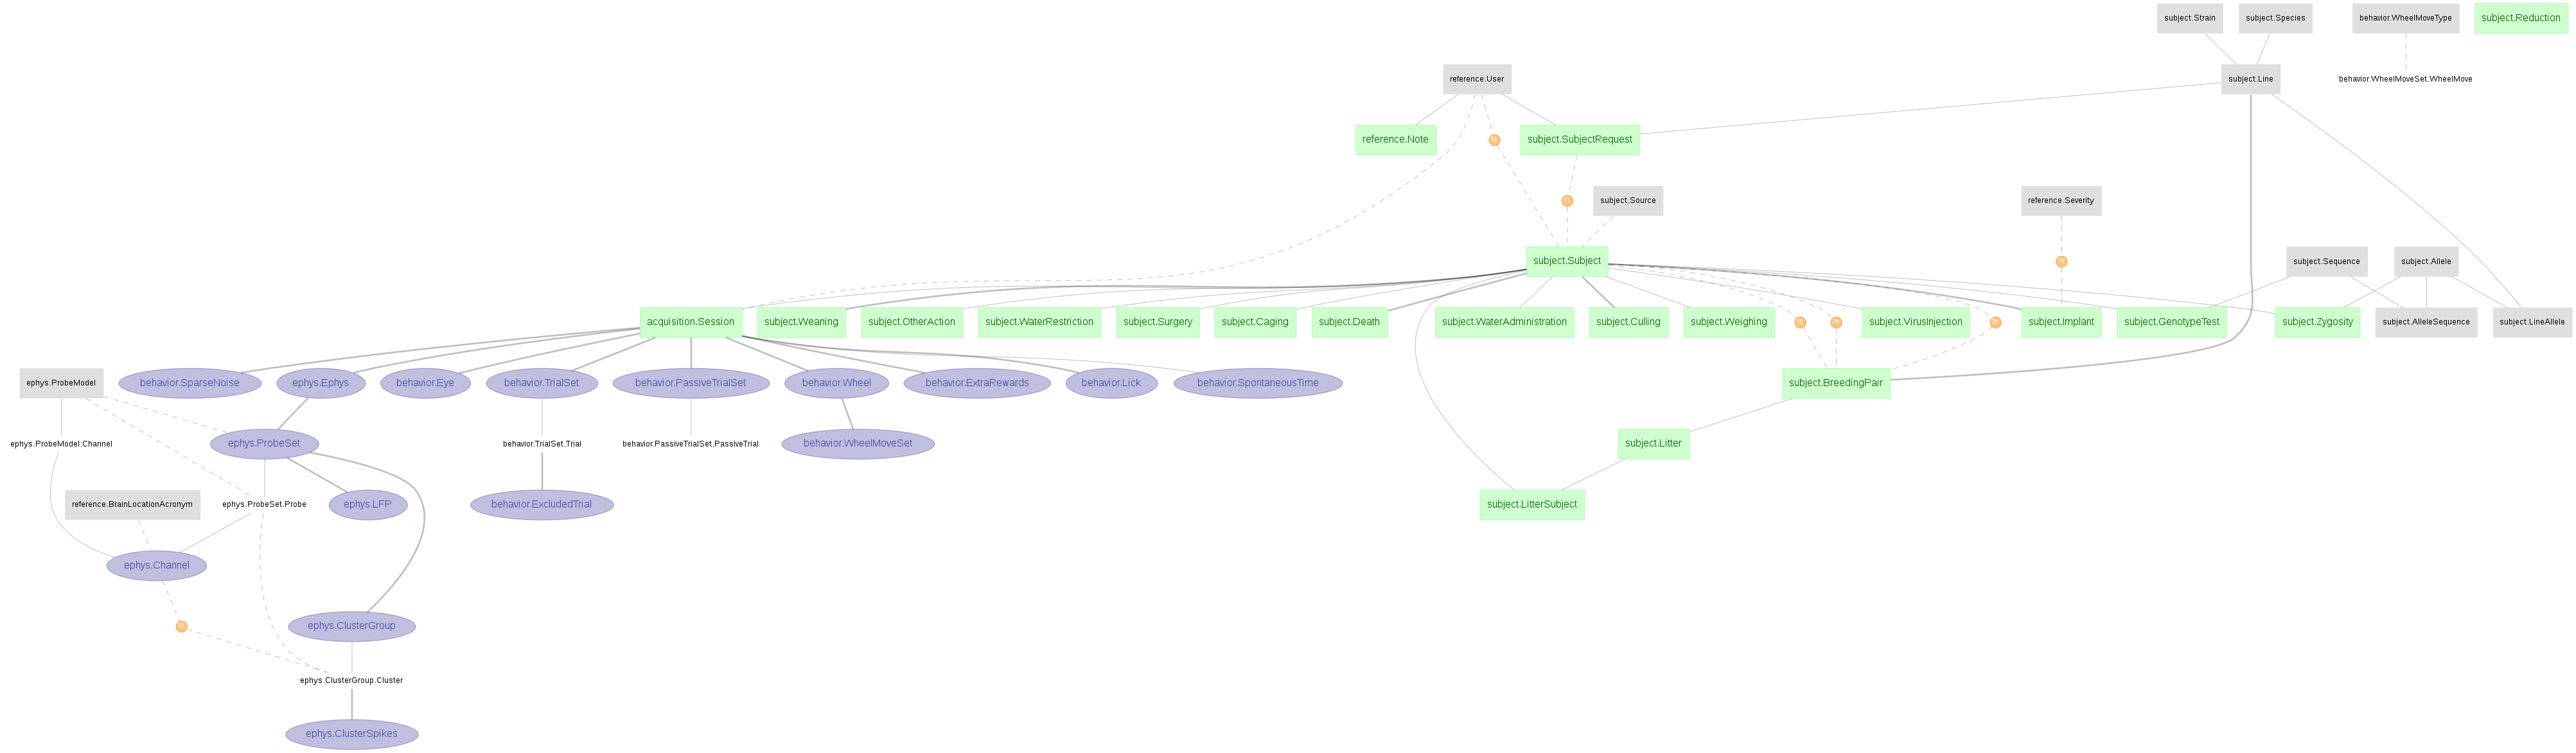 subject.Strain
subject.Species
behavior.WheelMoveType
subject.Reduction
reference.User
subject.Line
behavior.WheelMoveSet.WheelMove
reference.Note
subject.SubjectRequest
subject.Source
reference.Severity
subject.Subject
subject.Sequence
subject.Allele
acquisition.Session
subject.Weaning
subject.OtherAction
subject.WaterRestriction
subject.Surgery
subject.Caging
subject.Death
subject.WaterAdministration
subject.Culling
subject.Weighing
subject.VirusInjection
subject.Implant
subject.GenotypeTest
subject.Zygosity
subject.AlleleSequence
subject.LineAllele
ephys.ProbeModel
behavior.SparseNoise
ephys.Ephys
behavior.Eye
behavior.TrialSet
behavior.PassiveTrialSet
behavior.Wheel
behavior.ExtraRewards
behavior.Lick
behavior.SpontaneousTime
subject.BreedingPair
ephys.ProbeModel.Channel
ephys.ProbeSet
behavior.TrialSet.Trial
behavior.PassiveTrialSet.PassiveTrial
behavior.WheelMoveSet
subject.Litter
reference.BrainLocationAcronym
ephys.ProbeSet.Probe
ephys.LFP
behavior.ExcludedTrial
subject.LitterSubject
ephys.Channel
ephys.ClusterGroup
ephys.ClusterGroup.Cluster
ephys.ClusterSpikes